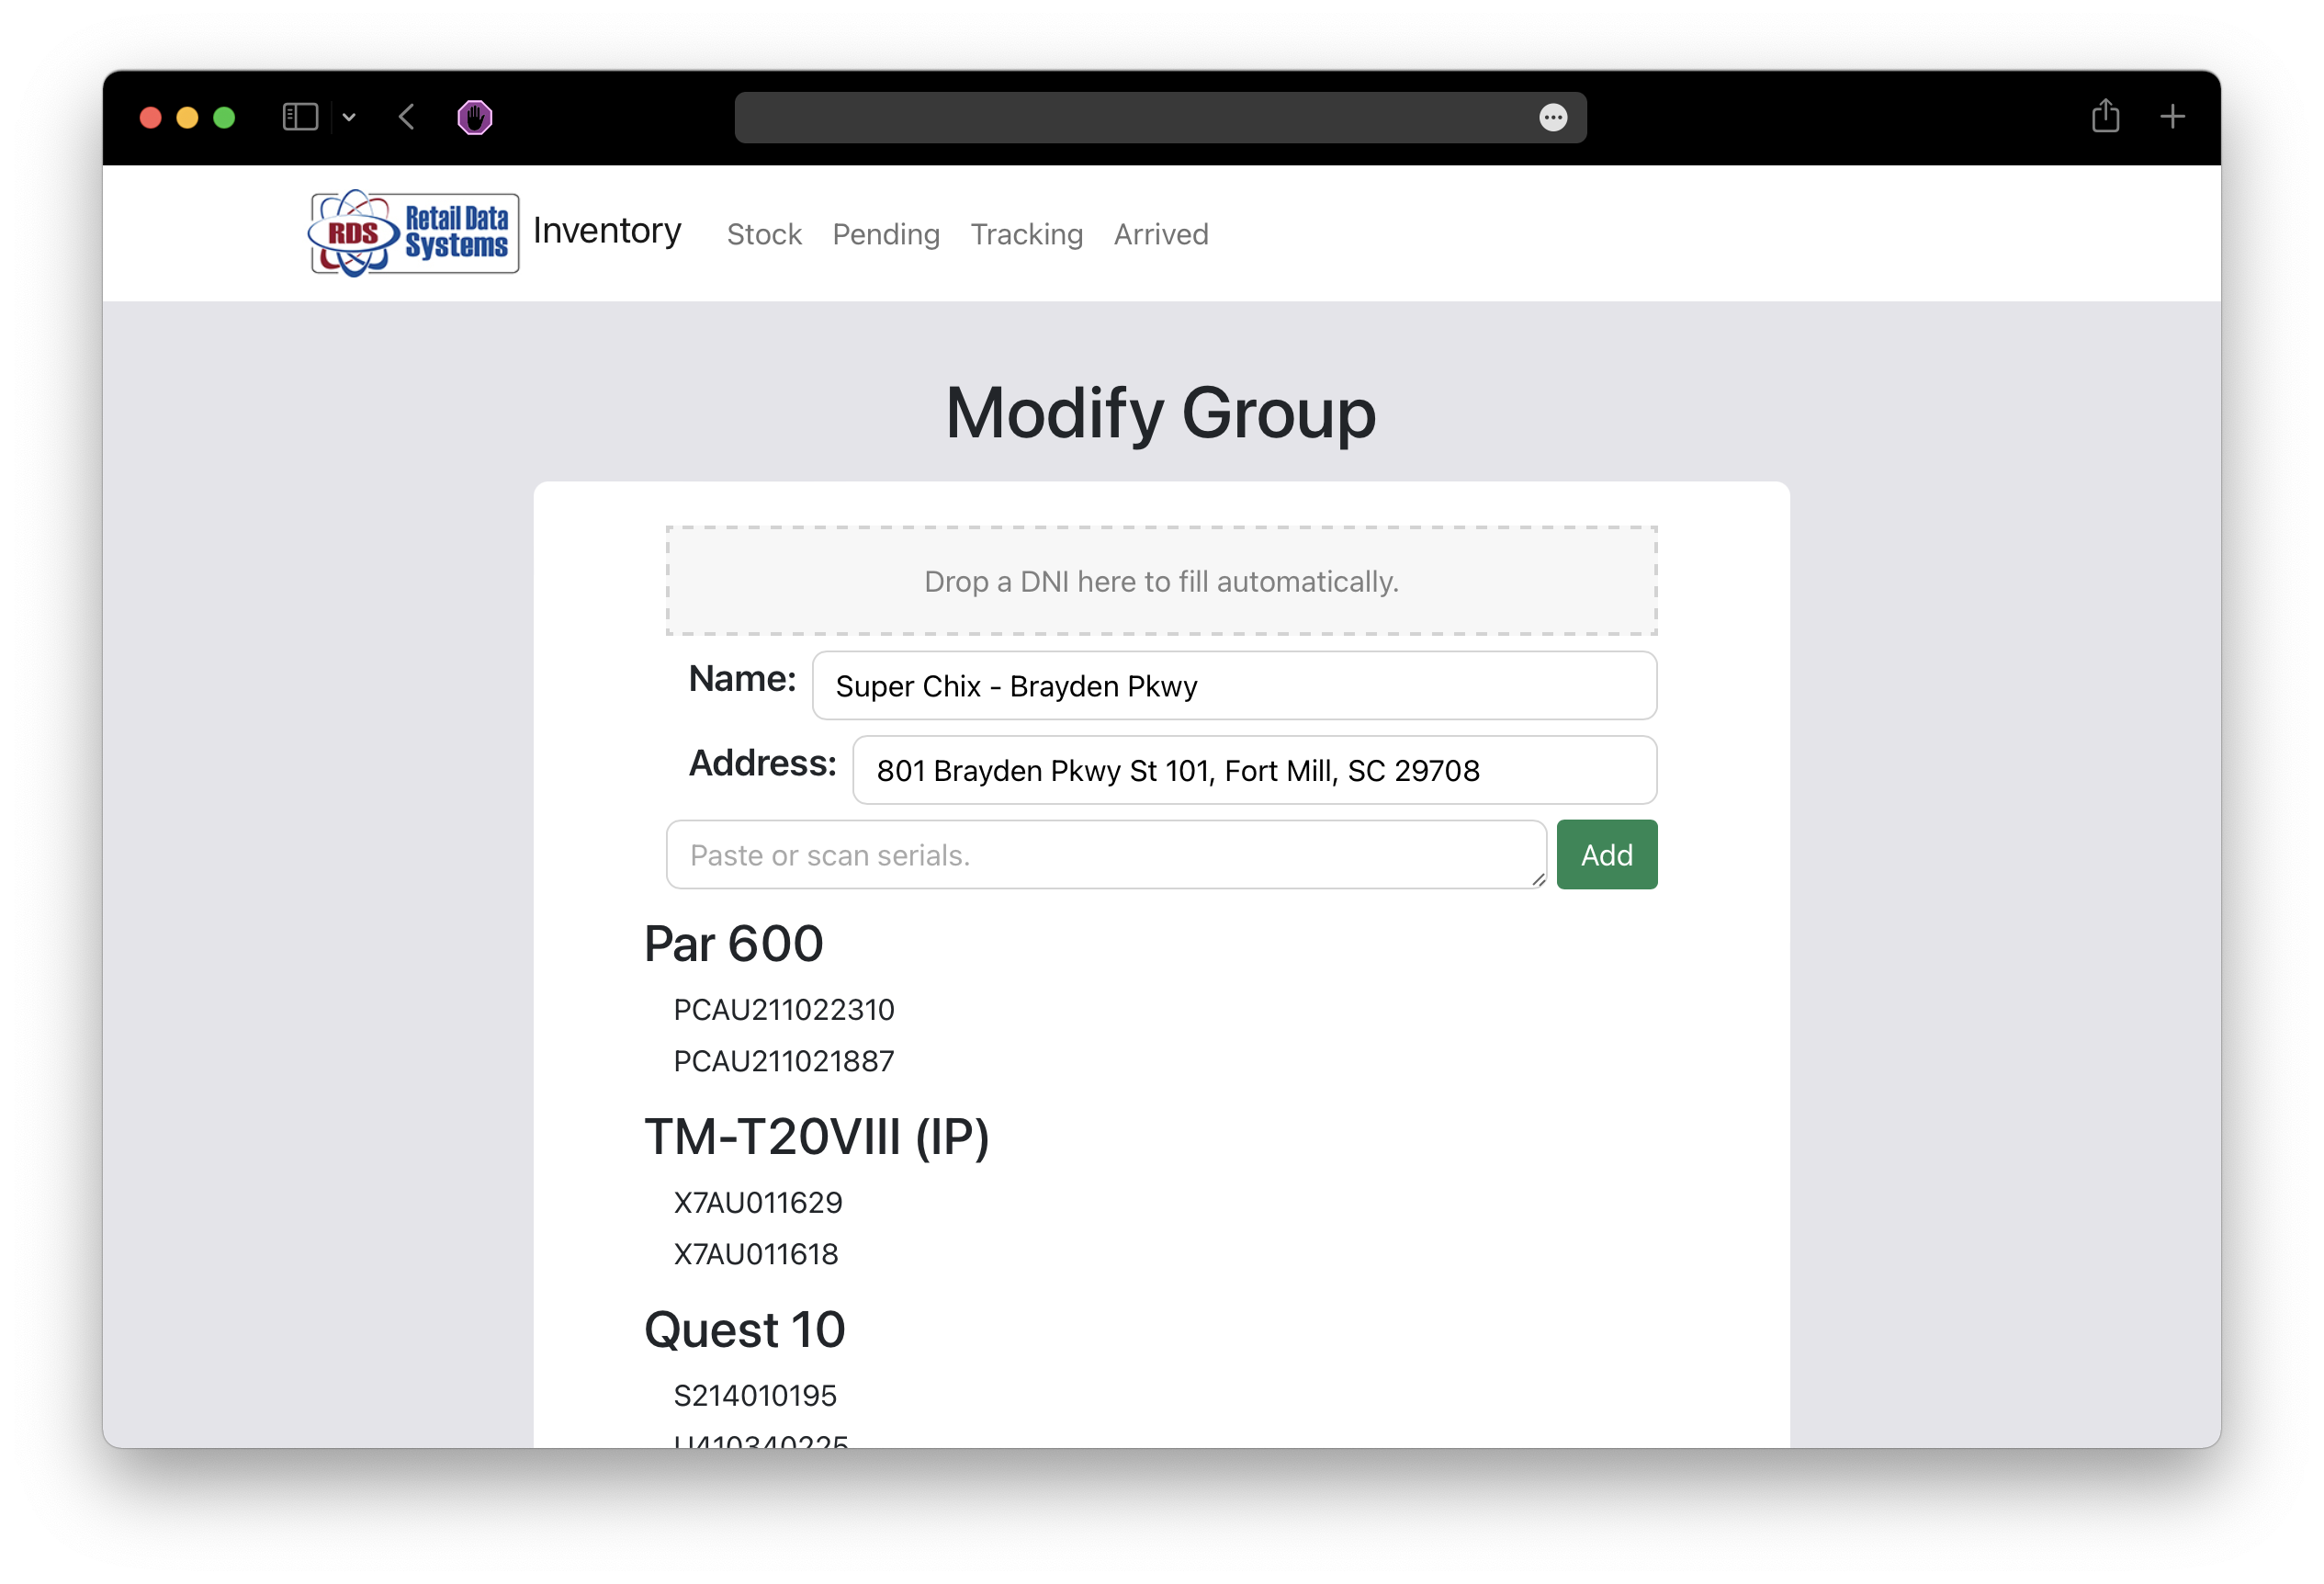 RDS Retail Data Systems Inventory Stock Pending Tracking Arrived
Modify Group
Drop a DNI here to fill automatically.
Name: Super Chix - Brayden Pkwy
Address: 801 Brayden Pkwy St 101, Fort Mill, SC 29708
Paste or scan serials. Add
Par 600
PCAU211022310
PCAU211021887
TM-T20VIII (IP)
X7AU011629
X7AU011618
Quest 10
S214010195